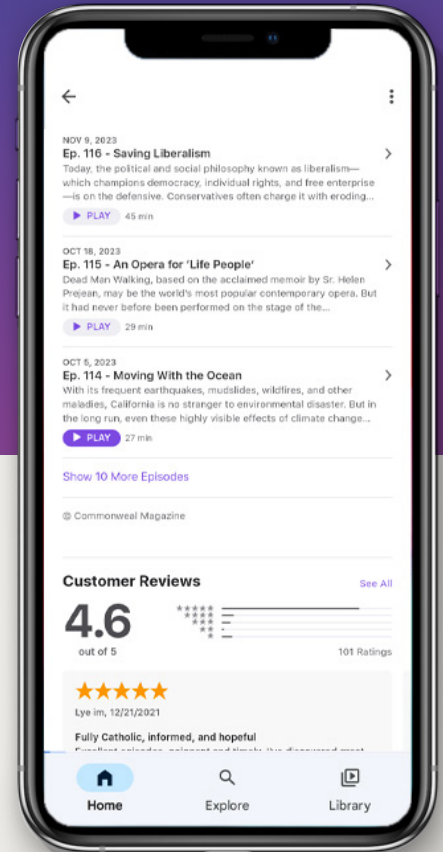 NOV 9, 2023
Ep. 116 - Saving Liberalism
Today, the political and social philosophy known as liberalism—
which champions democracy, individual rights, and free enterprise
—is on the defensive. Conservatives often charge it with eroding...
PLAY 45 min
OCT 18, 2023
Ep. 115 - An Opera for 'Life People'
Dead Man Walking, based on the acclaimed memoir by Sr. Helen
Prejean, may be the world's most popular contemporary opera. But
it had never before been performed on the stage of the...
PLAY 29 min
OCT 5, 2023
Ep. 114 - Moving With the Ocean
With its frequent earthquakes, mudslides, wildfires, and other
maladies, California is no stranger to environmental disaster. But in
the long run, even these highly visible effects of climate change...
PLAY 27 min
Show 10 More Episodes
© Commonweal Magazine
Customer Reviews
See All
4.6
out of 5
101 Ratings
Lye im, 12/21/2021
Fully Catholic, informed, and hopeful
Home
Explore
Library